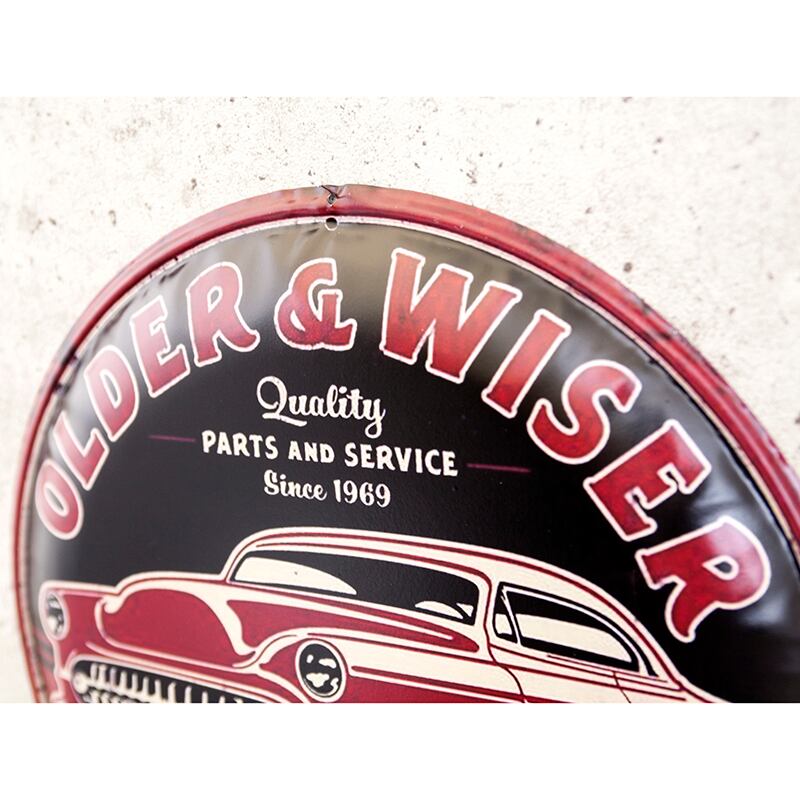 OLDER & WISER
Quality
PARTS AND SERVICE
Since 1969